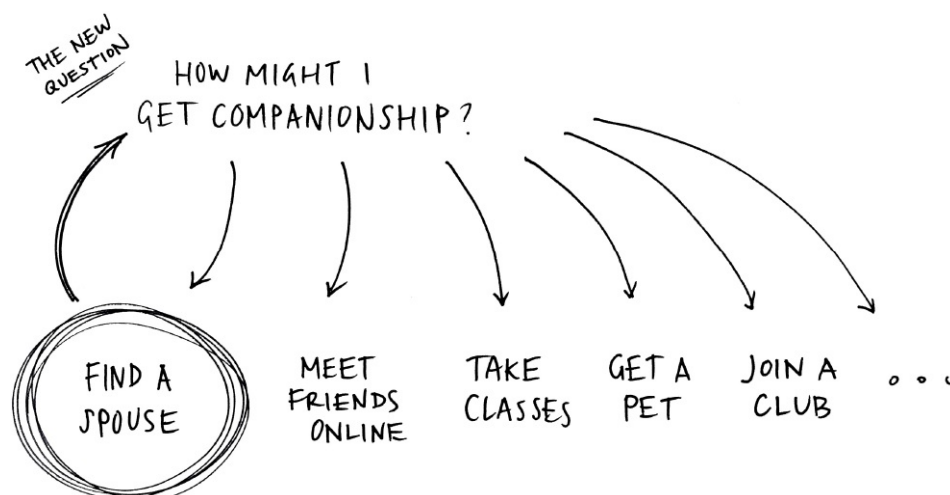 THE NEW
QUESTION
HOW MIGHT I
GET COMPANIONSHIP?
FIND A
SPOUSE
MEET
FRIENDS
ONLINE
TAKE
CLASSES
GET A
PET
JOIN A
CLUB
...